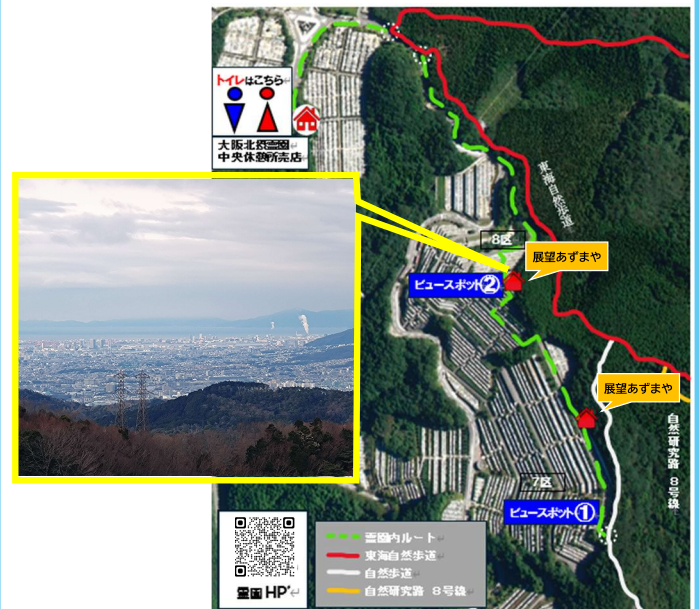 トイレはこちら
大阪北摂霊園
中央休憩所売店
東海自然歩道
8区
展望あずまや
ビュースポット②
展望あずまや
自然研究路 8号線
7区
ビュースポット①
霊園HP
霊園内ルート
東海自然歩道
自然歩道
自然研究路 8号線